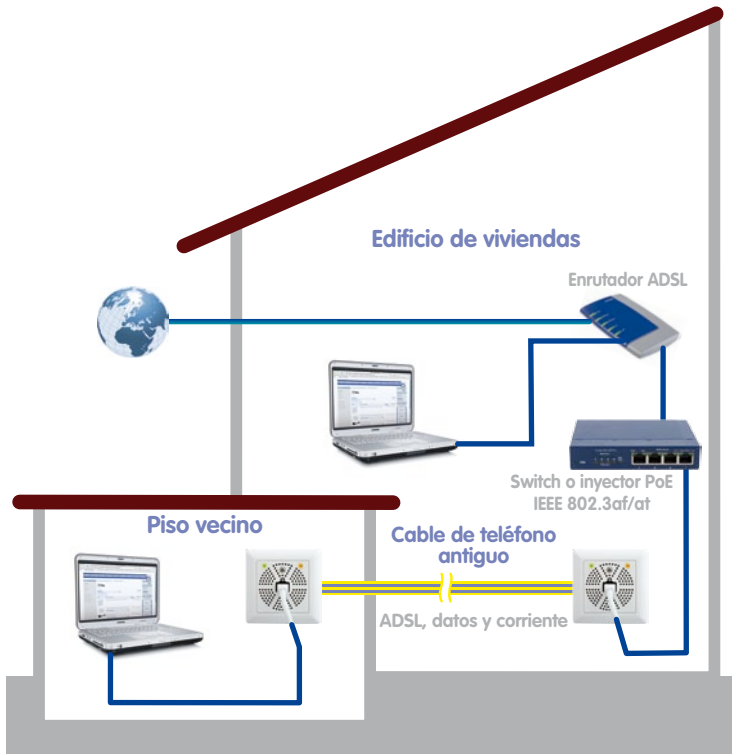 Edificio de viviendas
Enrutador ADSL
Switch o inyector PoE
IEEE 802.3af/at
Piso vecino
Cable de teléfono
antiguo
ADSL, datos y corriente